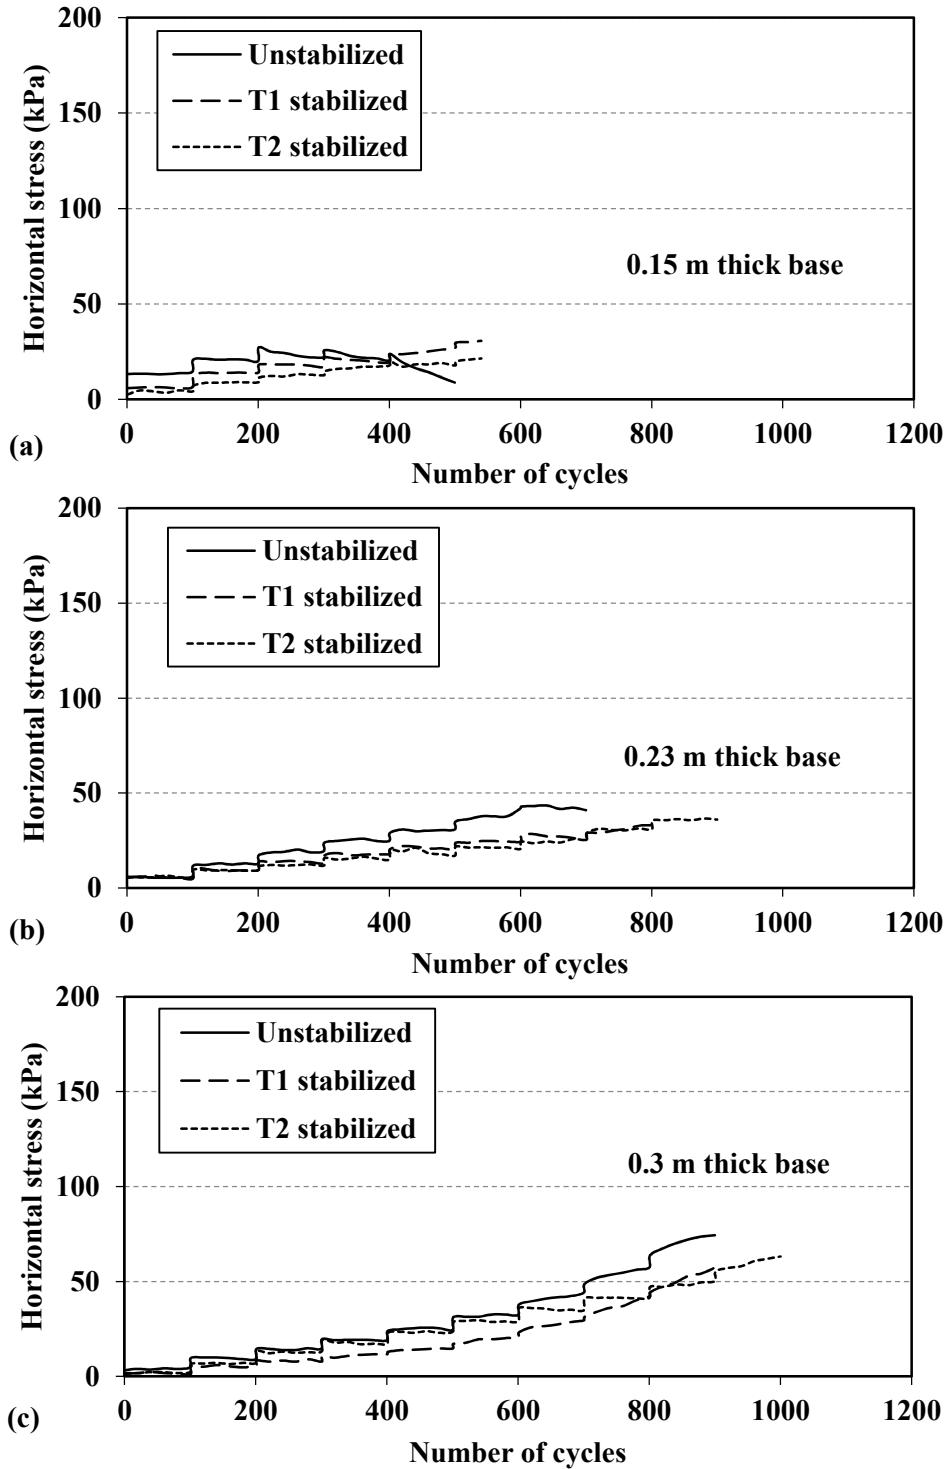 200
150
100
50
0
Horizontal stress (kPa)
Unstabilized
T1 stabilized
T2 stabilized
0.15 m thick base
0 200 400 600 800 1000 1200
(a)
Number of cycles
200
150
100
50
0
Horizontal stress (kPa)
Unstabilized
T1 stabilized
T2 stabilized
0.23 m thick base
0 200 400 600 800 1000 1200
(b)
Number of cycles
200
150
100
50
0
Horizontal stress (kPa)
Unstabilized
T1 stabilized
T2 stabilized
0.3 m thick base
0 200 400 600 800 1000 1200
(c)
Number of cycles